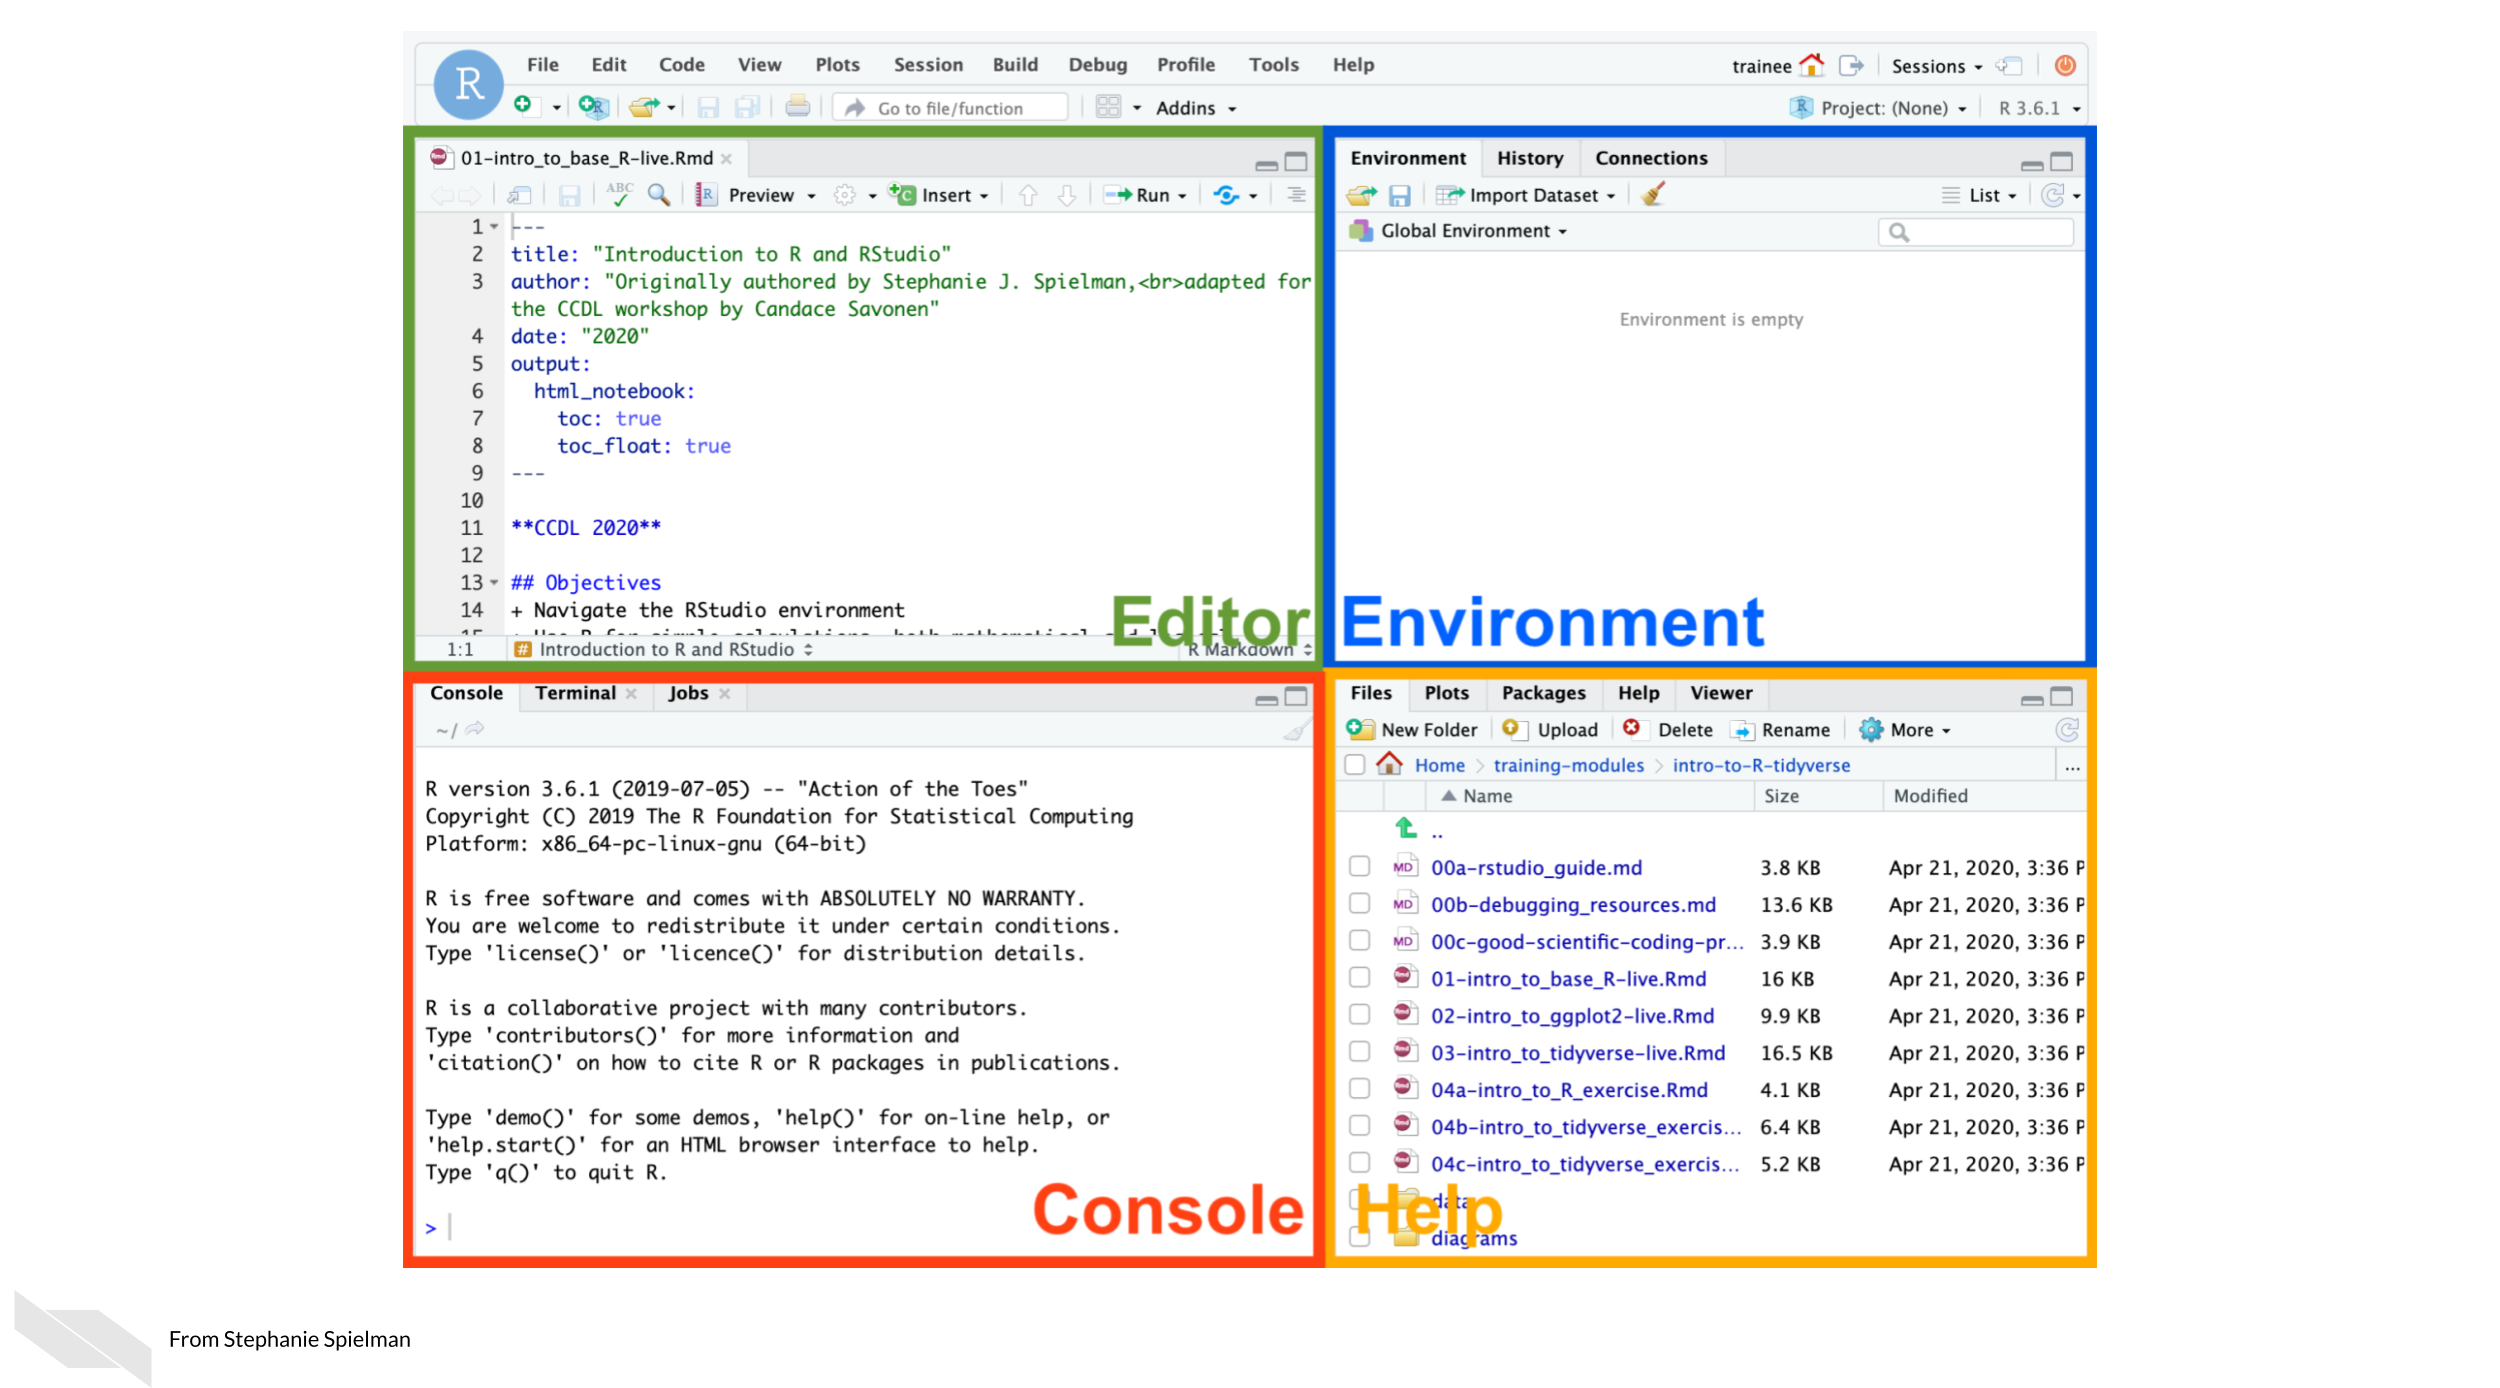 R
File Edit Code View Plots Session Build Debug Profile Tools Help
trainee Sessions
Go to file/function Addins
Project: (None) R 3.6.1
01-intro_to_base_R-live.Rmd
ABC Preview Insert Run
1 ---
2 title: "Introduction to R and RStudio"
3 author: "Originally authored by Stephanie J. Spielman,<br>adapted for
the CCDL workshop by Candace Savonen"
4 date: "2020"
5 output:
6 html_notebook:
7 toc: true
8 toc_float: true
9 ---
10
11 **CCDL 2020**
12
13 ## Objectives
14 + Navigate the RStudio environment
Editor
1:1 # Introduction to R and RStudio R Markdown
Environment History Connections
Import Dataset List
Global Environment
Environment is empty
Environment
Console Terminal Jobs
~/
R version 3.6.1 (2019-07-05) -- "Action of the Toes"
Copyright (C) 2019 The R Foundation for Statistical Computing
Platform: x86_64-pc-linux-gnu (64-bit)
R is free software and comes with ABSOLUTELY NO WARRANTY.
You are welcome to redistribute it under certain conditions.
Type 'license()' or 'licence()' for distribution details.
R is a collaborative project with many contributors.
Type 'contributors()' for more information and
'citation()' on how to cite R or R packages in publications.
Type 'demo()' for some demos, 'help()' for on-line help, or
'help.start()' for an HTML browser interface to help.
Type 'q()' to quit R.
>
Console
Files Plots Packages Help Viewer
New Folder Upload Delete Rename More
Home > training-modules > intro-to-R-tidyverse ...
Name Size Modified
..
MD 00a-rstudio_guide.md 3.8 KB Apr 21, 2020, 3:36 P
MD 00b-debugging_resources.md 13.6 KB Apr 21, 2020, 3:36 P
MD 00c-good-scientific-coding-pr... 3.9 KB Apr 21, 2020, 3:36 P
01-intro_to_base_R-live.Rmd 16 KB Apr 21, 2020, 3:36 P
02-intro_to_ggplot2-live.Rmd 9.9 KB Apr 21, 2020, 3:36 P
03-intro_to_tidyverse-live.Rmd 16.5 KB Apr 21, 2020, 3:36 P
04a-intro_to_R_exercise.Rmd 4.1 KB Apr 21, 2020, 3:36 P
04b-intro_to_tidyverse_exercis... 6.4 KB Apr 21, 2020, 3:36 P
04c-intro_to_tidyverse_exercis... 5.2 KB Apr 21, 2020, 3:36 P
data
Help
diagrams
From Stephanie Spielman